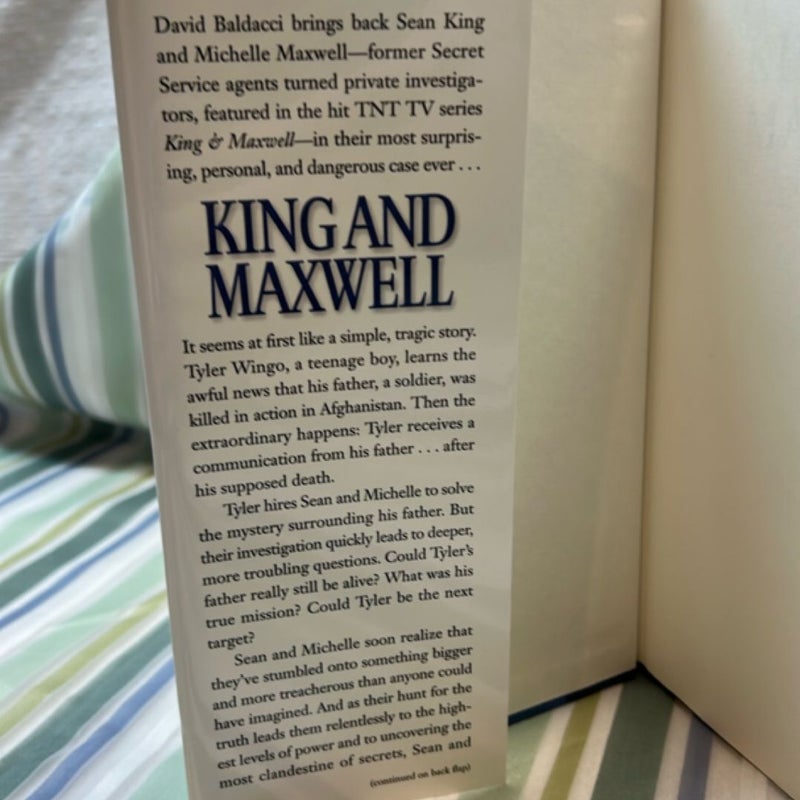 David Baldacci brings back Sean King
and Michelle Maxwell—former Secret
Service agents turned private investiga-
tors, featured in the hit TNT TV series
King & Maxwell—in their most surpris-
ing, personal, and dangerous case ever . . .
KING AND
MAXWELL
It seems at first like a simple, tragic story.
Tyler Wingo, a teenage boy, learns the
awful news that his father, a soldier, was
killed in action in Afghanistan. Then the
extraordinary happens: Tyler receives a
communication from his father . . . after
his supposed death.
Tyler hires Sean and Michelle to solve
the mystery surrounding his father. But
their investigation quickly leads to deeper,
more troubling questions. Could Tyler's
father really still be alive? What was his
true mission? Could Tyler be the next
target?
Sean and Michelle soon realize that
they've stumbled onto something bigger
and more treacherous than anyone could
have imagined. And as their hunt for the
truth leads them relentlessly to the high-
est levels of power and to uncovering the
most clandestine of secrets, Sean and
(continued on back flap)